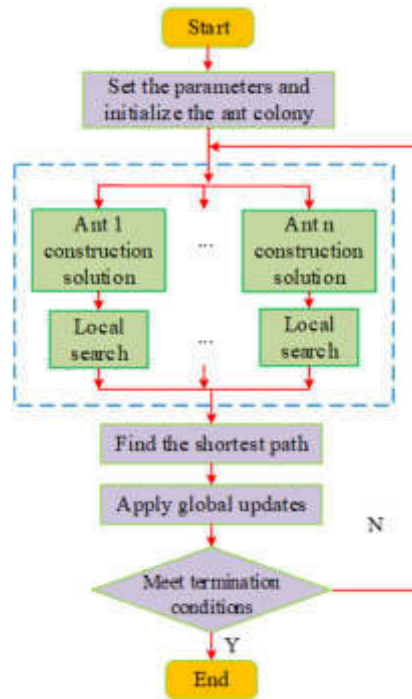 Start
Set the parameters and
initialize the ant colony
Ant 1
construction
solution
...
Ant n
construction
solution
Local
search
...
Local
search
Find the shortest path
Apply global updates
N
Meet termination
conditions
Y
End